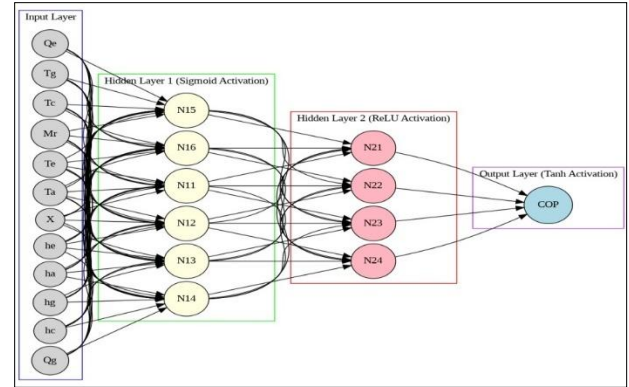 Input Layer
Qe
Tg
Tc
Mr
Te
Ta
X
he
ha
hg
hc
Qg
Hidden Layer 1 (Sigmoid Activation)
N15
N16
N11
N12
N13
N14
Hidden Layer 2 (ReLU Activation)
N21
N22
N23
N24
Output Layer (Tanh Activation)
COP